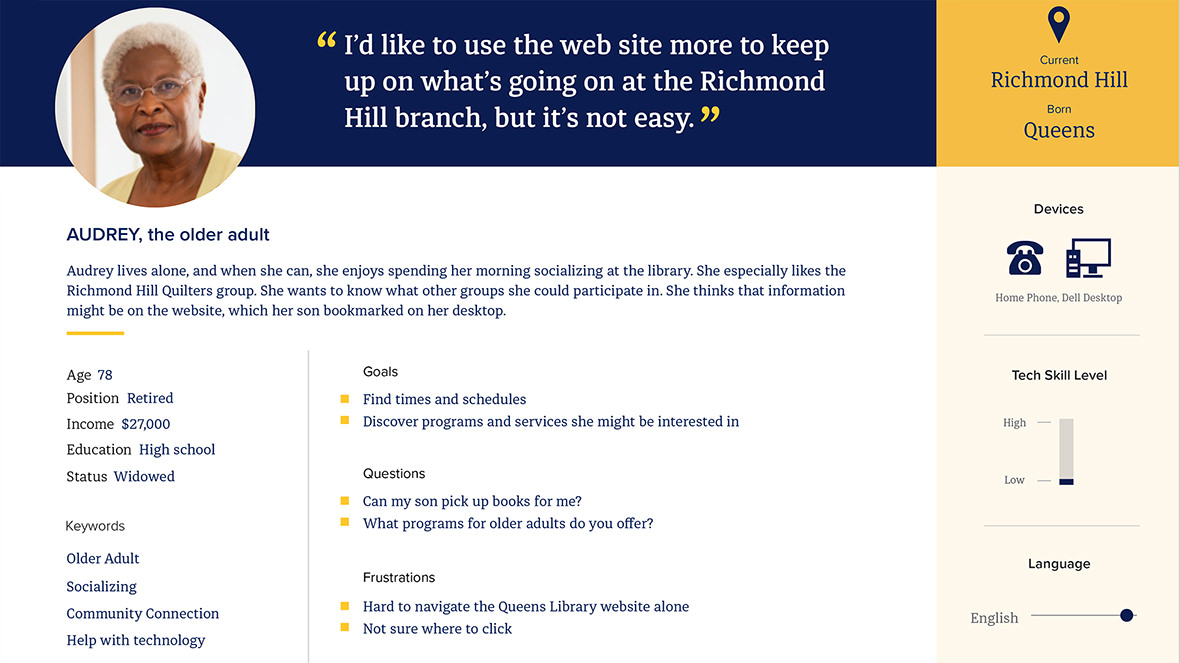 “ I’d like to use the web site more to keep
up on what’s going on at the Richmond
Hill branch, but it’s not easy. ”
Current
Richmond Hill
Born
Queens
AUDREY, the older adult
Audrey lives alone, and when she can, she enjoys spending her morning socializing at the library. She especially likes the
Richmond Hill Quilters group. She wants to know what other groups she could participate in. She thinks that information
might be on the website, which her son bookmarked on her desktop.
Age 78
Position Retired
Income $27,000
Education High school
Status Widowed
Keywords
Older Adult
Socializing
Community Connection
Help with technology
Goals
Find times and schedules
Discover programs and services she might be interested in
Questions
Can my son pick up books for me?
What programs for older adults do you offer?
Frustrations
Hard to navigate the Queens Library website alone
Not sure where to click
Devices
Home Phone, Dell Desktop
Tech Skill Level
High
Low
Language
English